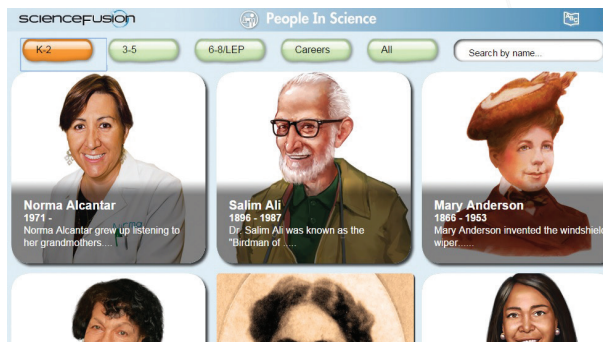 scienceFusion
People In Science
K-2
3-5
6-8/LEP
Careers
All
Search by name...
Norma Alcantar
1971 -
Norma Alcantar grew up listening to
her grandmothers....
Salim Ali
1896 - 1987
Dr. Salim Ali was known as the
"Birdman of .....
Mary Anderson
1866 - 1953
Mary Anderson invented the windshield
wiper......